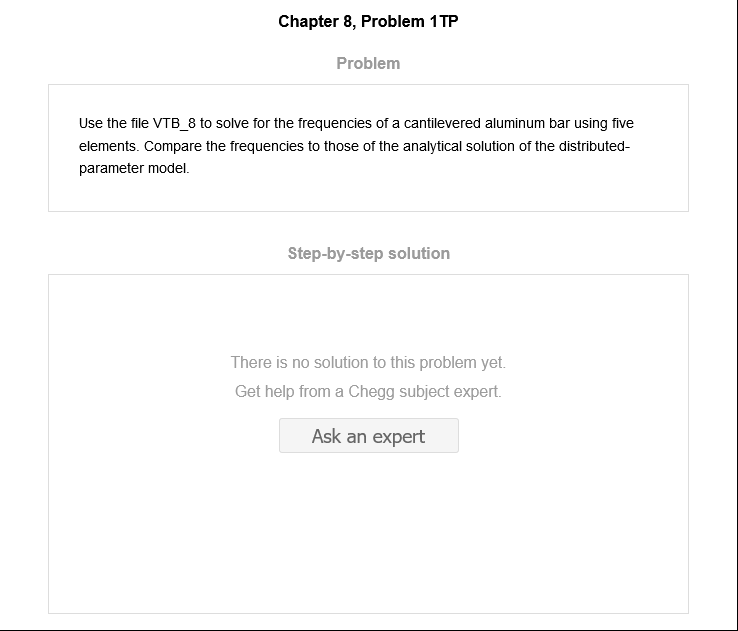 Chapter 8, Problem 1TP
Problem
Use the file VTB_8 to solve for the frequencies of a cantilevered aluminum bar using five
elements. Compare the frequencies to those of the analytical solution of the distributed-
parameter model.
Step-by-step solution
There is no solution to this problem yet.
Get help from a Chegg subject expert.
Ask an expert